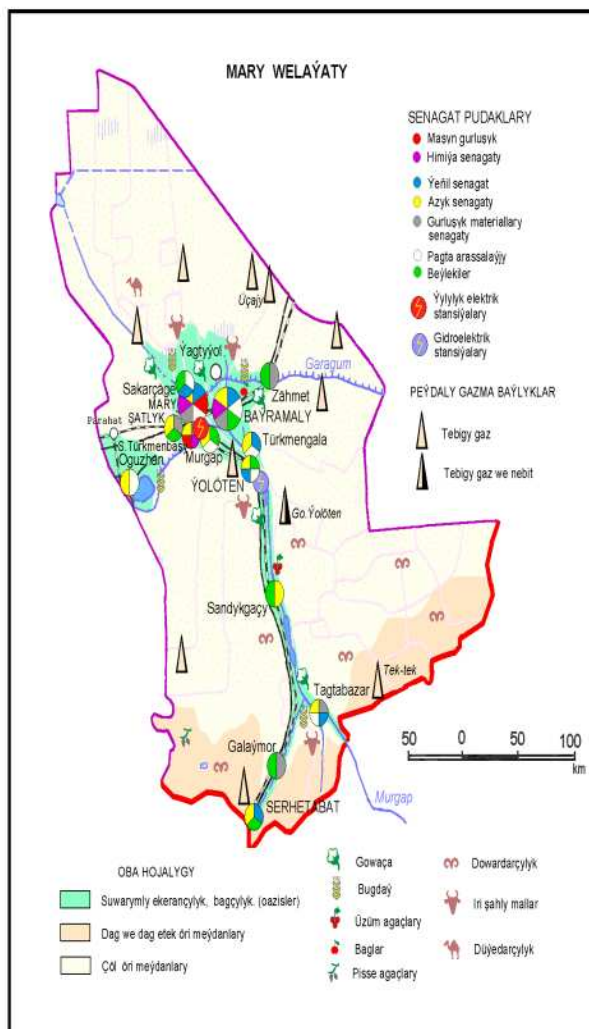 MARY WELAÝATY
SENAGAT PUDAKLARY
Maşyn gurluşyk
Himiýa senagaty
Ýeňil senagat
Azyk senagaty
Gurluşyk materiallary
senagaty
Pagta arassalaýjy
Beýlekiler
Ýylylyk elektrik
stansiýalary
Gidroelektrik
stansiýalary
PEÝDALY GAZMA BAÝLYKLAR
Tebigy gaz
Tebigy gaz we nebit
Üçajy
Ýagtyýol
Garagum
Sakarçäge
Zähmet
MARY
BAÝRAMALY
Parahat
ŞATLYK
S.Türkmenbaşy
Türkmengala
Oguzhan
Murgap
ÝOLÖTEN
Go.Ýolöten
Sandykgaçy
Tek-tek
Tagtabazar
Galaýmor
50 0 50 100
km
Murgap
SERHETABAT
OBA HOJALYGY
Suwarymly ekerançylyk, bagçylyk. (oazisler)
Dag we dag etek öri meýdanlary
Çöl öri meýdanlary
Gowaça
Bugdaý
Üzüm agaçlary
Baglar
Pisse agaçlary
Dowardarçylyk
Iri şahly mallar
Düýedarçylyk